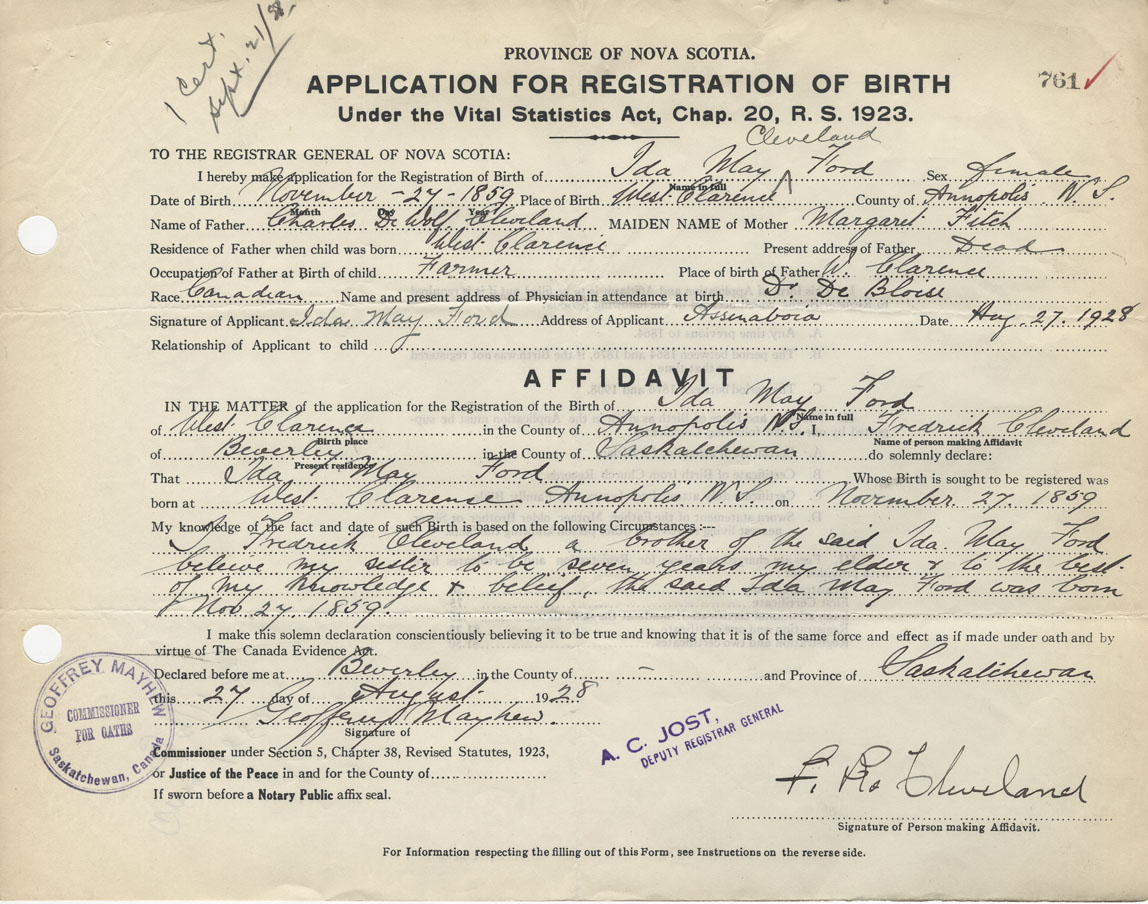 1 Cert.
Sept. 21/8.
PROVINCE OF NOVA SCOTIA.
APPLICATION FOR REGISTRATION OF BIRTH
761 ✓
Under the Vital Statistics Act, Chap. 20, R. S. 1923.
Cleveland
TO THE REGISTRAR GENERAL OF NOVA SCOTIA:
I hereby make application for the Registration of Birth of Ida May ^ Ford Sex female
Name in full
Date of Birth November - 27 - 1859 Place of Birth West Clarence County of Annopolis N. S.
Month Day Year
Name of Father Charles De Wolf Cleveland MAIDEN NAME of Mother Margaret Fitch
Residence of Father when child was born West Clarence Present address of Father Dead
Occupation of Father at Birth of child Farmer Place of birth of Father W. Clarence
Race Canadian Name and present address of Physician in attendance at birth Dr. De Bloise
Signature of Applicant Ida May Ford Address of Applicant Assinaboia Date Aug 27. 1928
Relationship of Applicant to child
AFFIDAVIT
IN THE MATTER of the application for the Registration of the Birth of Ida May Ford
Name in full
of West Clarence in the County of Annopolis N.S. I, Fredrick Cleveland
Birth place Name of person making Affidavit
of Beverley in the County of Saskatchewan do solemnly declare:
Present residence
That Ida May Ford Whose Birth is sought to be registered was
born at West Clarense Annopolis N.S. on November 27. 1859
My knowledge of the fact and date of such Birth is based on the following Circumstances :--
I Fredrick Cleveland a brother of the said Ida. May Ford
believe my sister to be seven years my elder & to the best
of my knowledge & belief, the said Ida May Ford was born
Nov 27. 1859.
I make this solemn declaration conscientiously believing it to be true and knowing that it is of the same force and effect as if made under oath and by
virtue of The Canada Evidence Act.
Declared before me at Beverley in the County of - and Province of Saskatchewan
this 27 day of August 1928
Geoffrey Mayhew.
Signature of
Commissioner under Section 5, Chapter 38, Revised Statutes, 1923,
or Justice of the Peace in and for the County of
If sworn before a Notary Public affix seal.
GEOFFREY MAYHEW
COMMISSIONER
FOR OATHS
Saskatchewan, Canada
A. C. JOST,
DEPUTY REGISTRAR GENERAL
F. R. Cleveland
Signature of Person making Affidavit.
For Information respecting the filling out of this Form, see Instructions on the reverse side.